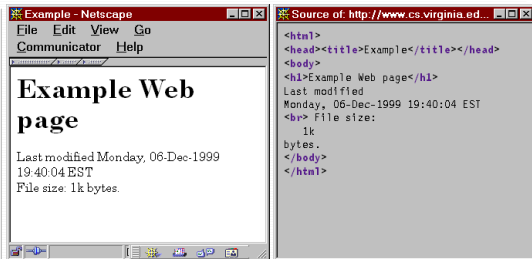 Example - Netscape
File Edit View Go
Communicator Help
Example Web
page
Last modified Monday, 06-Dec-1999
19:40:04 EST
File size: 1k bytes.
Source of: http://www.cs.virginia.ed...
<html>
<head><title>Example</title></head>
<body>
<h1>Example Web page</h1>
Last modified
Monday, 06-Dec-1999 19:40:04 EST
<br> File size:
1k
bytes.
</body>
</html>